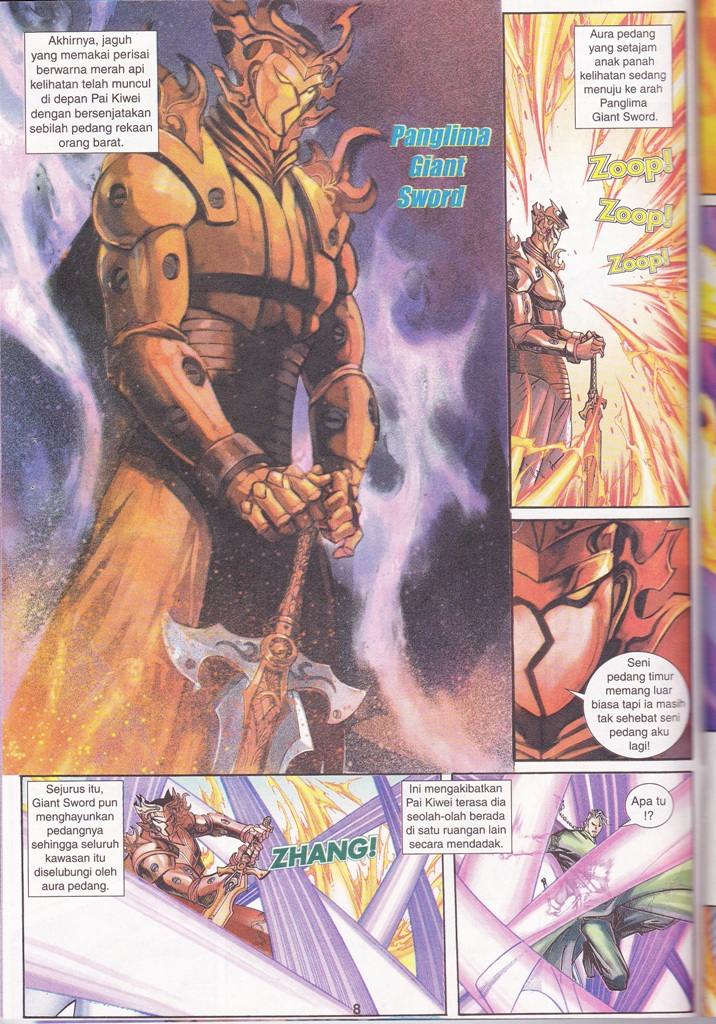 Akhirnya, jaguh
yang memakai perisai
berwarna merah api
kelihatan telah muncul
di depan Pai Kiwei
dengan bersenjatakan
sebilah pedang rekaan
orang barat.
Panglima
Giant
Sword
Aura pedang
yang setajam
anak panah
kelihatan sedang
menuju ke arah
Panglima
Giant Sword.
Zoop!
Zoop!
Zoop!
Seni
pedang timur
memang luar
biasa tapi ia masih
tak sehebat seni
pedang aku
lagi!
Sejurus itu,
Giant Sword pun
menghayunkan
pedangnya
sehingga seluruh
kawasan itu
diselubungi oleh
aura pedang.
ZHANG!
Ini mengakibatkan
Pai Kiwei terasa dia
seolah-olah berada
di satu ruangan lain
secara mendadak.
Apa tu
!?
8